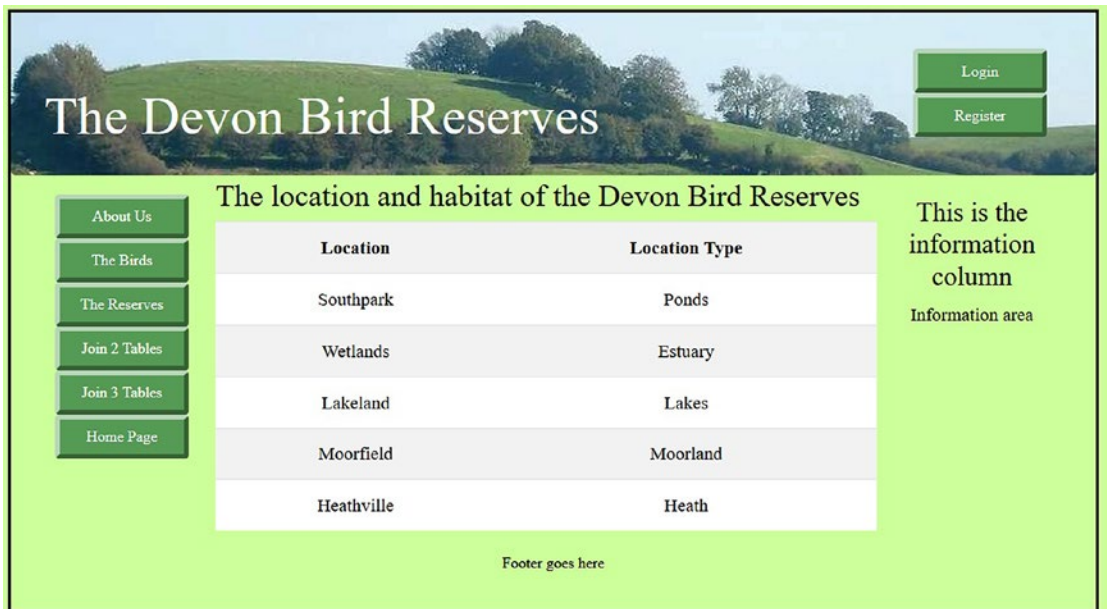 The Devon Bird Reserves
Login
Register
About Us
The Birds
The Reserves
Join 2 Tables
Join 3 Tables
Home Page
The location and habitat of the Devon Bird Reserves
Location Location Type
Southpark Ponds
Wetlands Estuary
Lakeland Lakes
Moorfield Moorland
Heathville Heath
This is the
information
column
Information area
Footer goes here